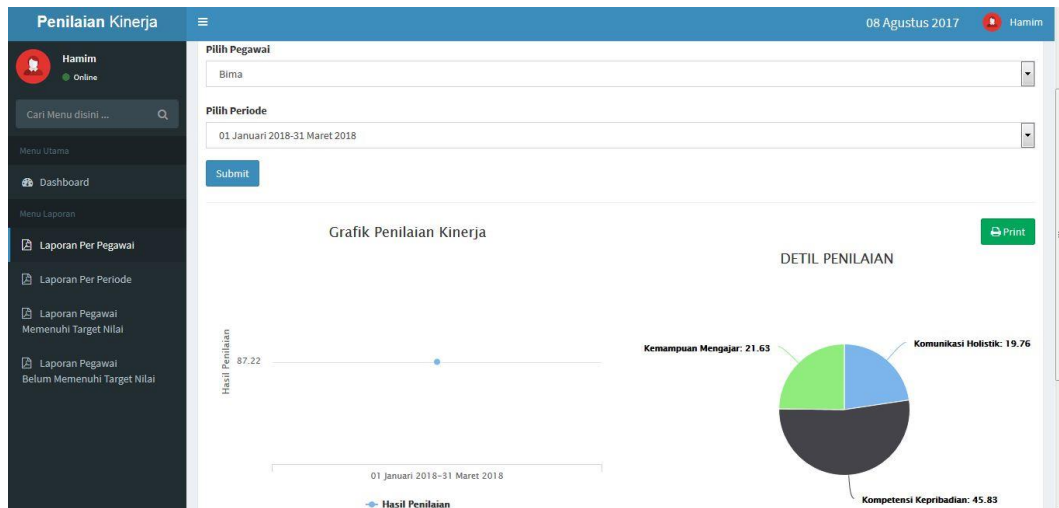 Penilaian Kinerja
08 Agustus 2017
Hamim
Hamim
Online
Cari Menu disini ...
Menu Utama
Dashboard
Menu Laporan
Laporan Per Pegawai
Laporan Per Periode
Laporan Pegawai
Memenuhi Target Nilai
Laporan Pegawai
Belum Memenuhi Target Nilai
Pilih Pegawai
Bima
Pilih Periode
01 Januari 2018-31 Maret 2018
Submit
Print
Grafik Penilaian Kinerja
Hasil Penilaian
87.22
01 Januari 2018-31 Maret 2018
Hasil Penilaian
DETIL PENILAIAN
Kemampuan Mengajar: 21.63
Komunikasi Holistik: 19.76
Kompetensi Kepribadian: 45.83